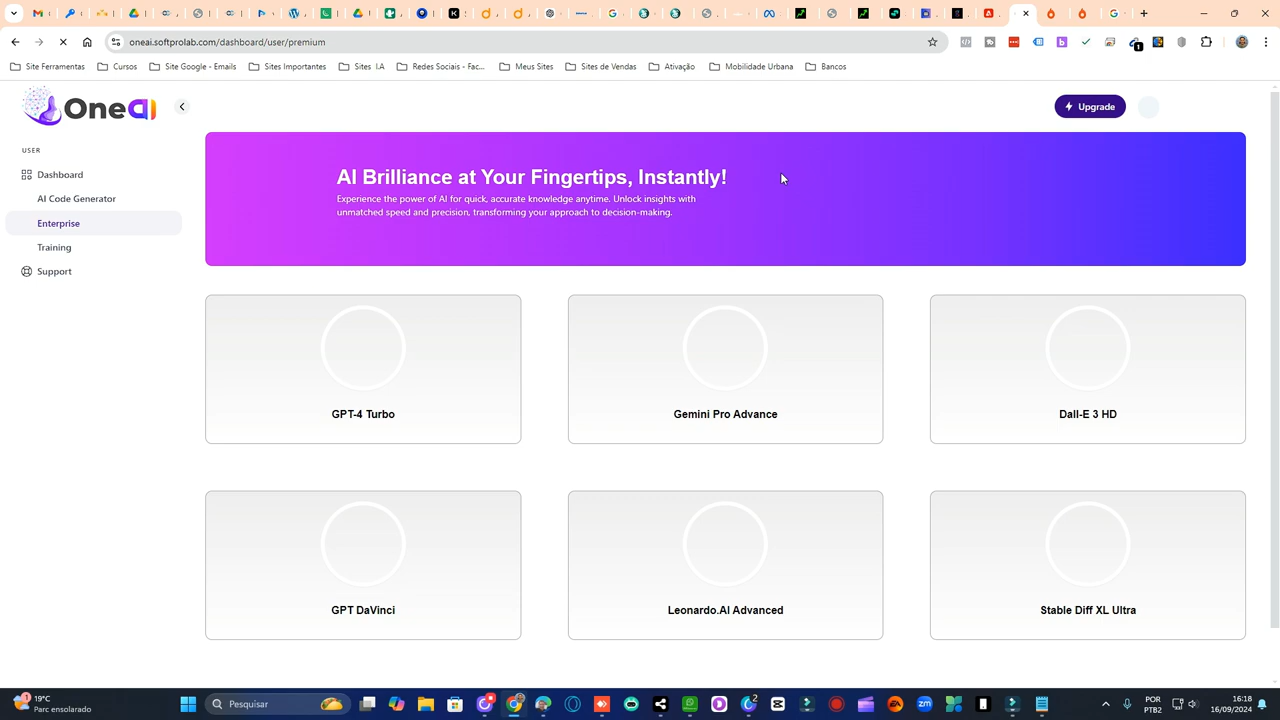 oneai.softprolab.com/dashboard/user/premium
Site Ferramentas
Cursos
Site Google - Emails
Sites Importantes
Sites .I.A
Redes Sociais - Fac...
Meus Sites
Sites de Vendas
Ativação
Mobilidade Urbana
Bancos
OneAI
Upgrade
USER
Dashboard
AI Code Generator
Enterprise
Training
Support
AI Brilliance at Your Fingertips, Instantly!
Experience the power of AI for quick, accurate knowledge anytime. Unlock insights with
unmatched speed and precision, transforming your approach to decision-making.
GPT-4 Turbo
Gemini Pro Advance
Dall-E 3 HD
GPT DaVinci
Leonardo.AI Advanced
Stable Diff XL Ultra
19°C
Parc ensolarado
Pesquisar
POR
PTB2
16:18
16/09/2024